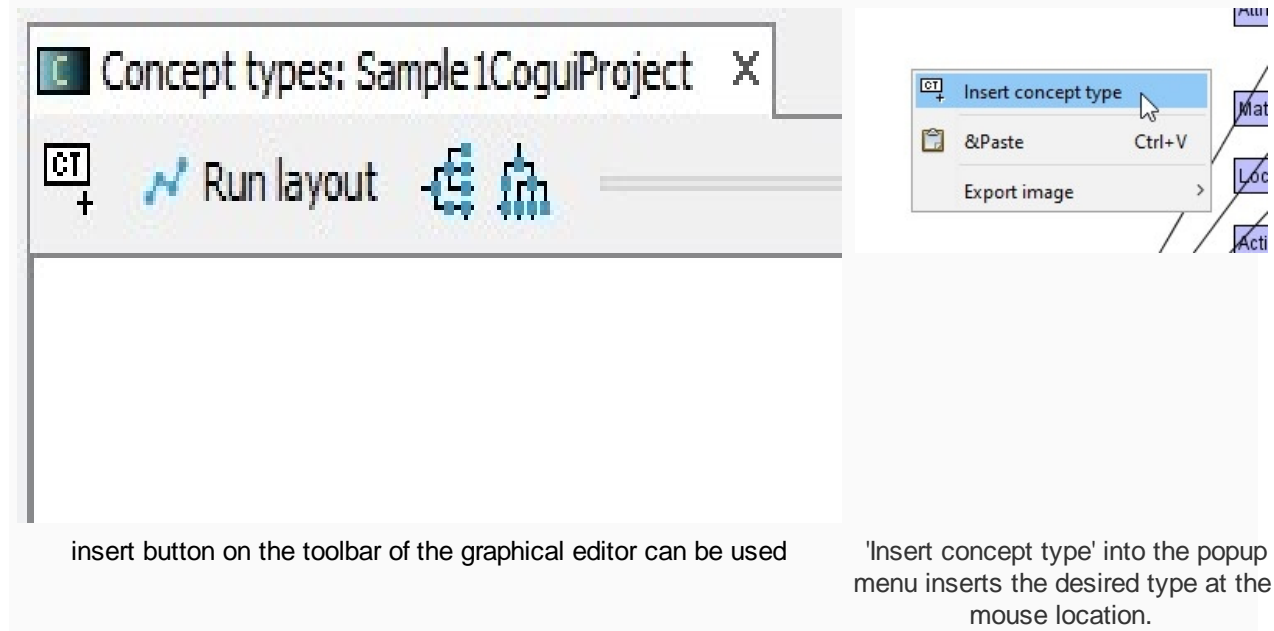 Concept types: Sample1CoguiProject X
CT
+
Run layout
Insert concept type
&Paste Ctrl+V
Export image >
insert button on the toolbar of the graphical editor can be used
'Insert concept type' into the popup
menu inserts the desired type at the
mouse location.